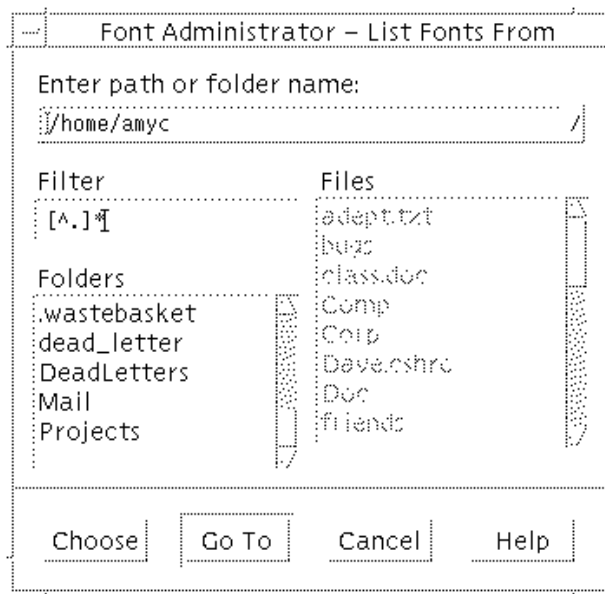 Font Administrator – List Fonts From
Enter path or folder name:
/home/amyc /
Filter
[^.]*
Folders
.wastebasket
dead_letter
DeadLetters
Mail
Projects
Files
adept.txt
bugs
class.doc
Comp
Corp
Dave.cshrc
Doc
friends
Choose Go To Cancel Help